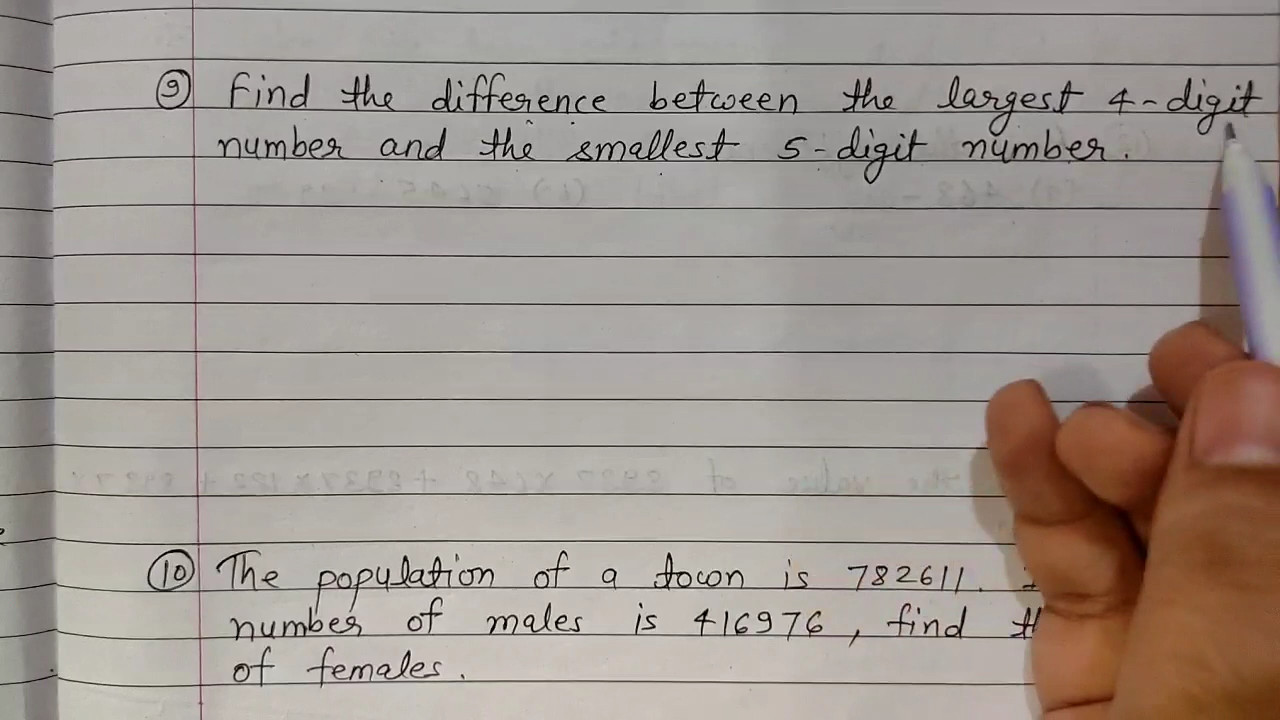 9 Find the difference between the largest 4-digit
number and the smallest 5-digit number.
10 The population of a town is 782611.
number of males is 416976, find
of females.